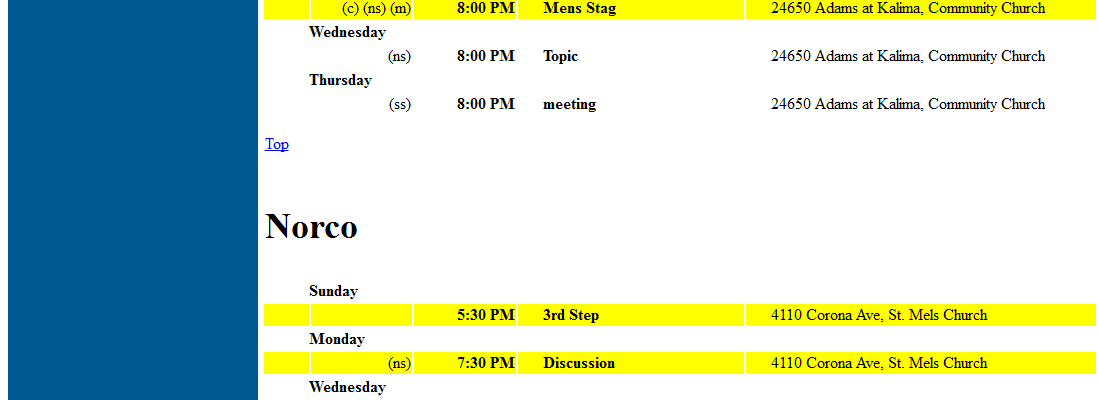 (c) (ns) (m) 8:00 PM Mens Stag 24650 Adams at Kalima, Community Church
Wednesday
(ns) 8:00 PM Topic 24650 Adams at Kalima, Community Church
Thursday
(ss) 8:00 PM meeting 24650 Adams at Kalima, Community Church
Top
Norco
Sunday
5:30 PM 3rd Step 4110 Corona Ave, St. Mels Church
Monday
(ns) 7:30 PM Discussion 4110 Corona Ave, St. Mels Church
Wednesday